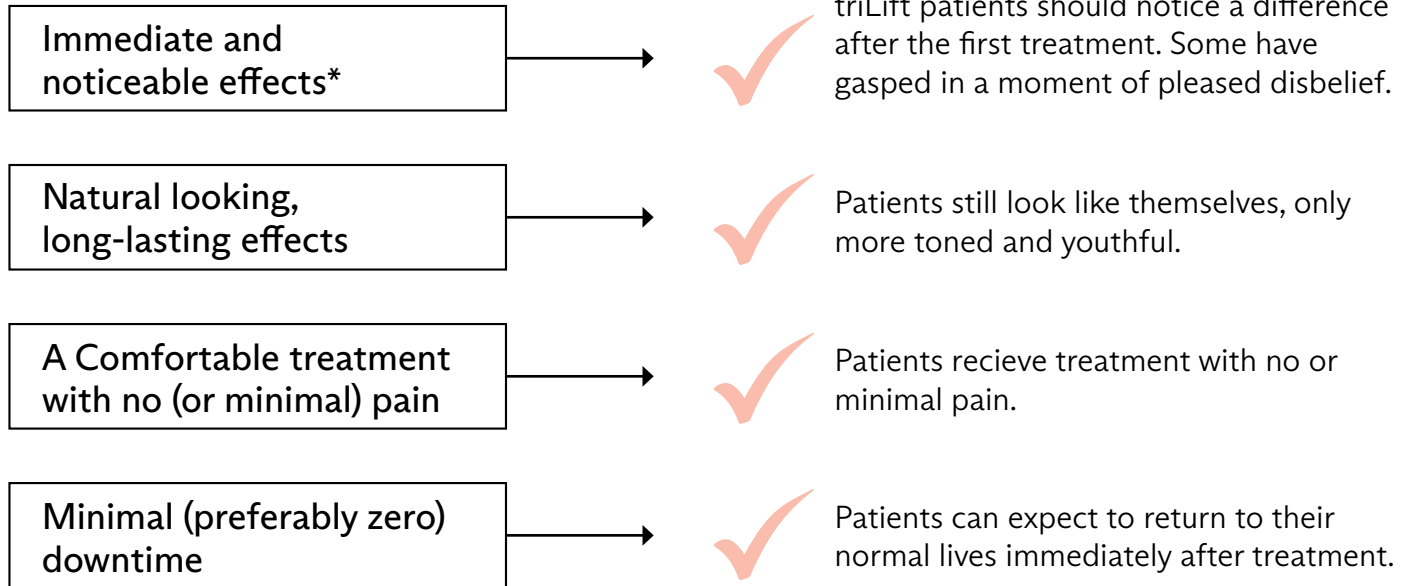 Immediate and
noticeable effects*
triLift patients should notice a difference
after the first treatment. Some have
gasped in a moment of pleased disbelief.
Natural looking,
long-lasting effects
Patients still look like themselves, only
more toned and youthful.
A Comfortable treatment
with no (or minimal) pain
Patients recieve treatment with no or
minimal pain.
Minimal (preferably zero)
downtime
Patients can expect to return to their
normal lives immediately after treatment.